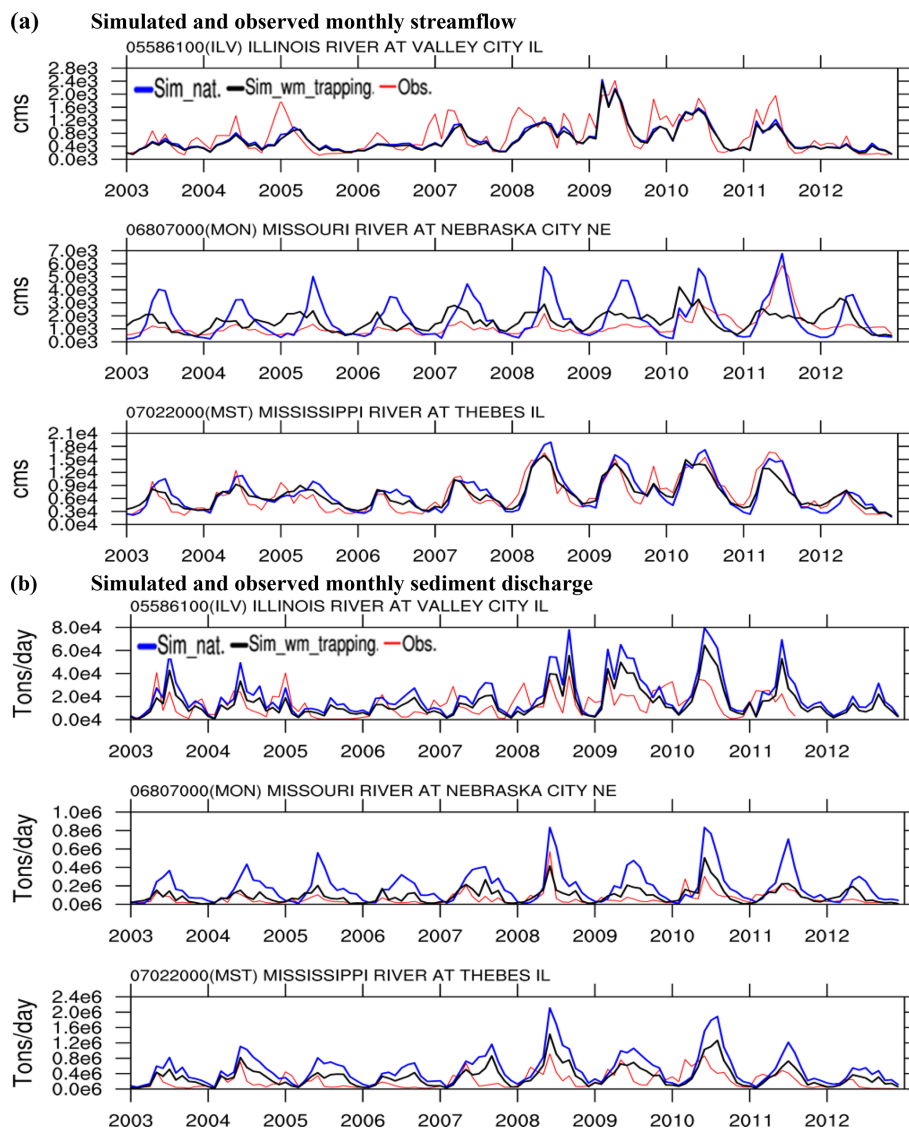 (a) Simulated and observed monthly streamflow
05586100(ILV) ILLINOIS RIVER AT VALLEY CITY IL
cms
2.8e3
2.4e3
1.6e3
1.2e3
0.8e3
0.4e3
0.0e3
Sim_nat. Sim_wm_trapping. Obs.
2003 2004 2005 2006 2007 2008 2009 2010 2011 2012
06807000(MON) MISSOURI RIVER AT NEBRASKA CITY NE
cms
7.0e3
6.0e3
5.0e3
4.0e3
3.0e3
2.0e3
1.0e3
0.0e3
2003 2004 2005 2006 2007 2008 2009 2010 2011 2012
07022000(MST) MISSISSIPPI RIVER AT THEBES IL
cms
2.1e4
1.8e4
1.5e4
1.2e4
0.9e4
0.6e4
0.3e4
0.0e4
2003 2004 2005 2006 2007 2008 2009 2010 2011 2012
(b) Simulated and observed monthly sediment discharge
05586100(ILV) ILLINOIS RIVER AT VALLEY CITY IL
Tons/day
8.0e4
6.0e4
4.0e4
2.0e4
0.0e4
Sim_nat. Sim_wm_trapping. Obs.
2003 2004 2005 2006 2007 2008 2009 2010 2011 2012
06807000(MON) MISSOURI RIVER AT NEBRASKA CITY NE
Tons/day
1.0e6
0.8e6
0.6e6
0.4e6
0.2e6
0.0e6
2003 2004 2005 2006 2007 2008 2009 2010 2011 2012
07022000(MST) MISSISSIPPI RIVER AT THEBES IL
Tons/day
2.4e6
2.0e6
1.6e6
1.2e6
0.8e6
0.4e6
0.0e6
2003 2004 2005 2006 2007 2008 2009 2010 2011 2012